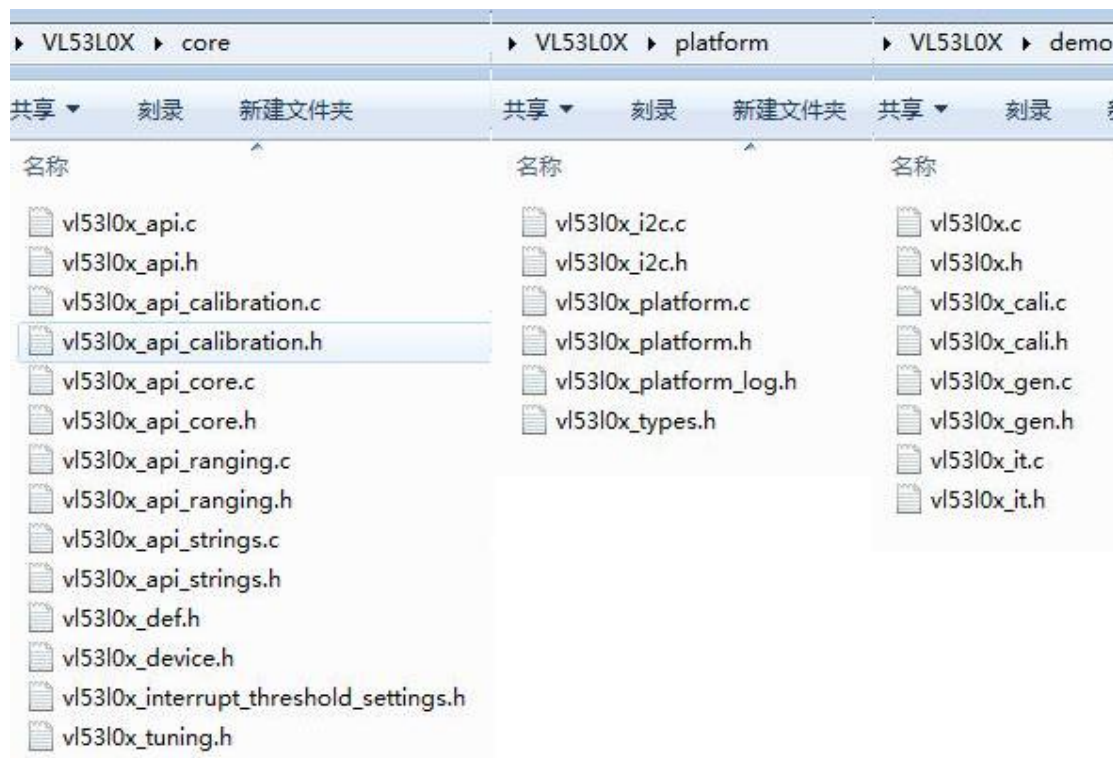 VL53L0X ▸ core
共享 刻录 新建文件夹
名称
vl53l0x_api.c
vl53l0x_api.h
vl53l0x_api_calibration.c
vl53l0x_api_calibration.h
vl53l0x_api_core.c
vl53l0x_api_core.h
vl53l0x_api_ranging.c
vl53l0x_api_ranging.h
vl53l0x_api_strings.c
vl53l0x_api_strings.h
vl53l0x_def.h
vl53l0x_device.h
vl53l0x_interrupt_threshold_settings.h
vl53l0x_tuning.h
VL53L0X ▸ platform
共享 刻录 新建文件夹
名称
vl53l0x_i2c.c
vl53l0x_i2c.h
vl53l0x_platform.c
vl53l0x_platform.h
vl53l0x_platform_log.h
vl53l0x_types.h
VL53L0X ▸ demo
共享 刻录
名称
vl53l0x.c
vl53l0x.h
vl53l0x_cali.c
vl53l0x_cali.h
vl53l0x_gen.c
vl53l0x_gen.h
vl53l0x_it.c
vl53l0x_it.h